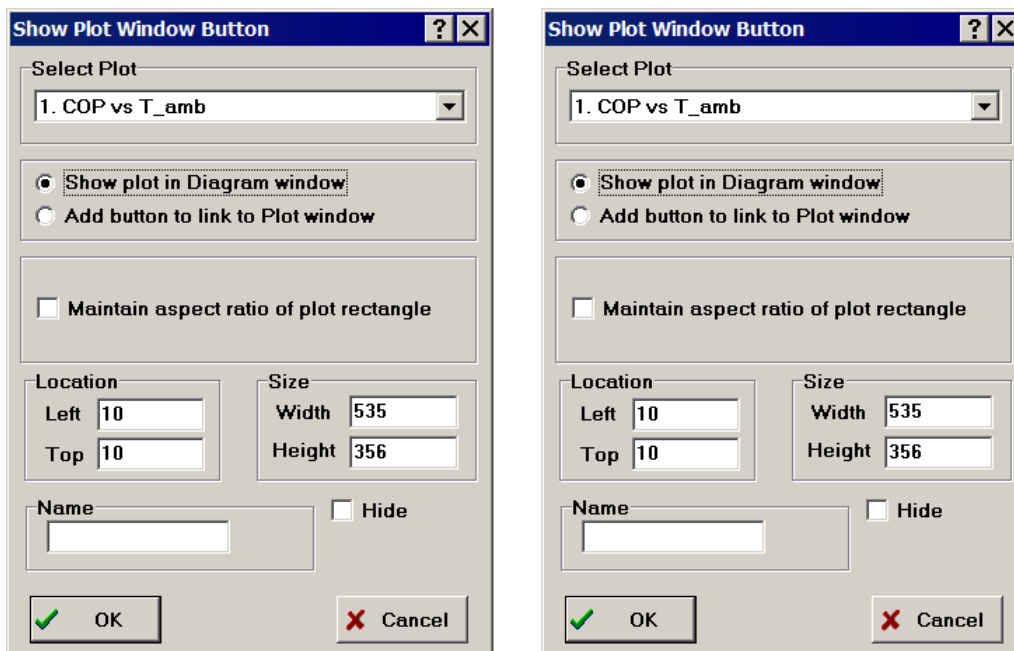 Show Plot Window Button
Select Plot
1. COP vs T_amb
Show plot in Diagram window
Add button to link to Plot window
Maintain aspect ratio of plot rectangle
Location
Left 10
Top 10
Size
Width 535
Height 356
Name
Hide
OK
Cancel
Show Plot Window Button
Select Plot
1. COP vs T_amb
Show plot in Diagram window
Add button to link to Plot window
Maintain aspect ratio of plot rectangle
Location
Left 10
Top 10
Size
Width 535
Height 356
Name
Hide
OK
Cancel